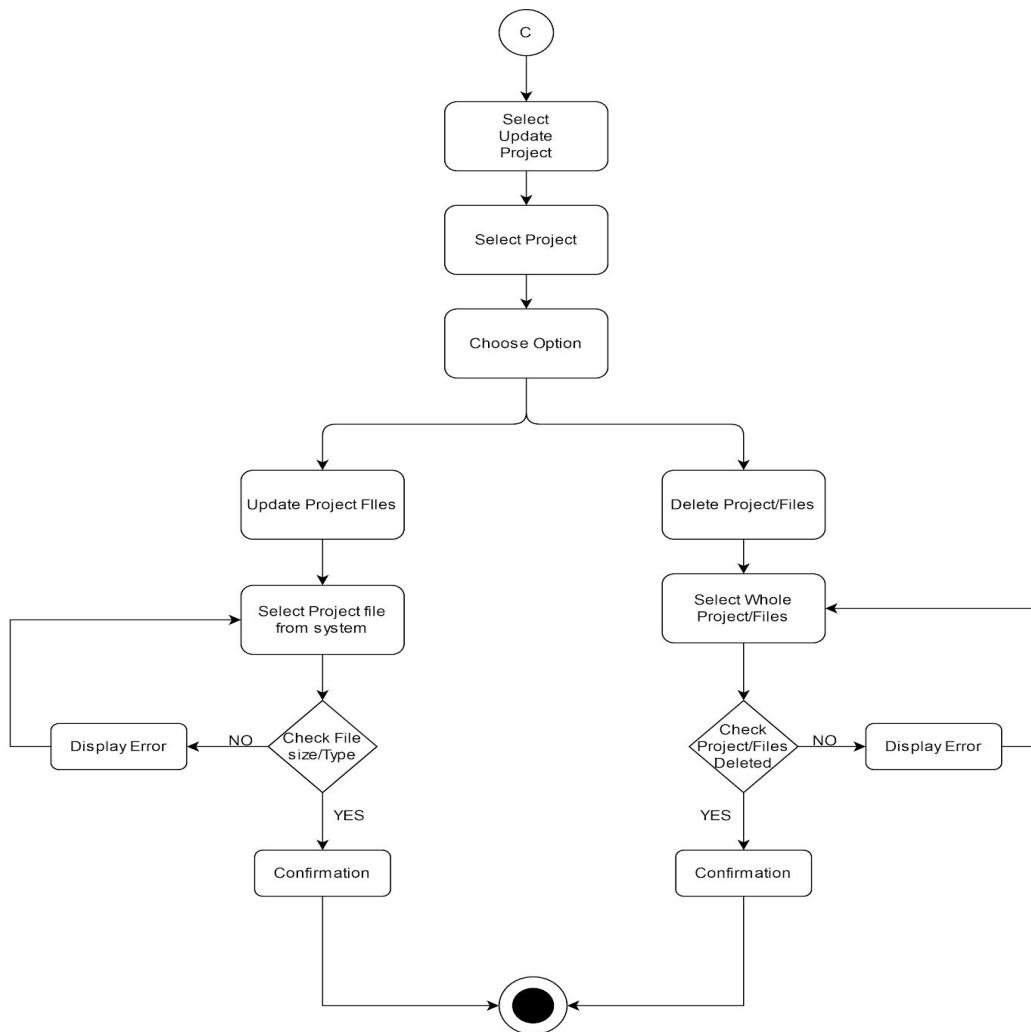 C
Select
Update
Project
Select Project
Choose Option
Update Project FIles
Delete Project/Files
Select Project file
from system
Select Whole
Project/Files
Display Error
NO
Check File
size/Type
Check
Project/Files
Deleted
NO
Display Error
YES
YES
Confirmation
Confirmation